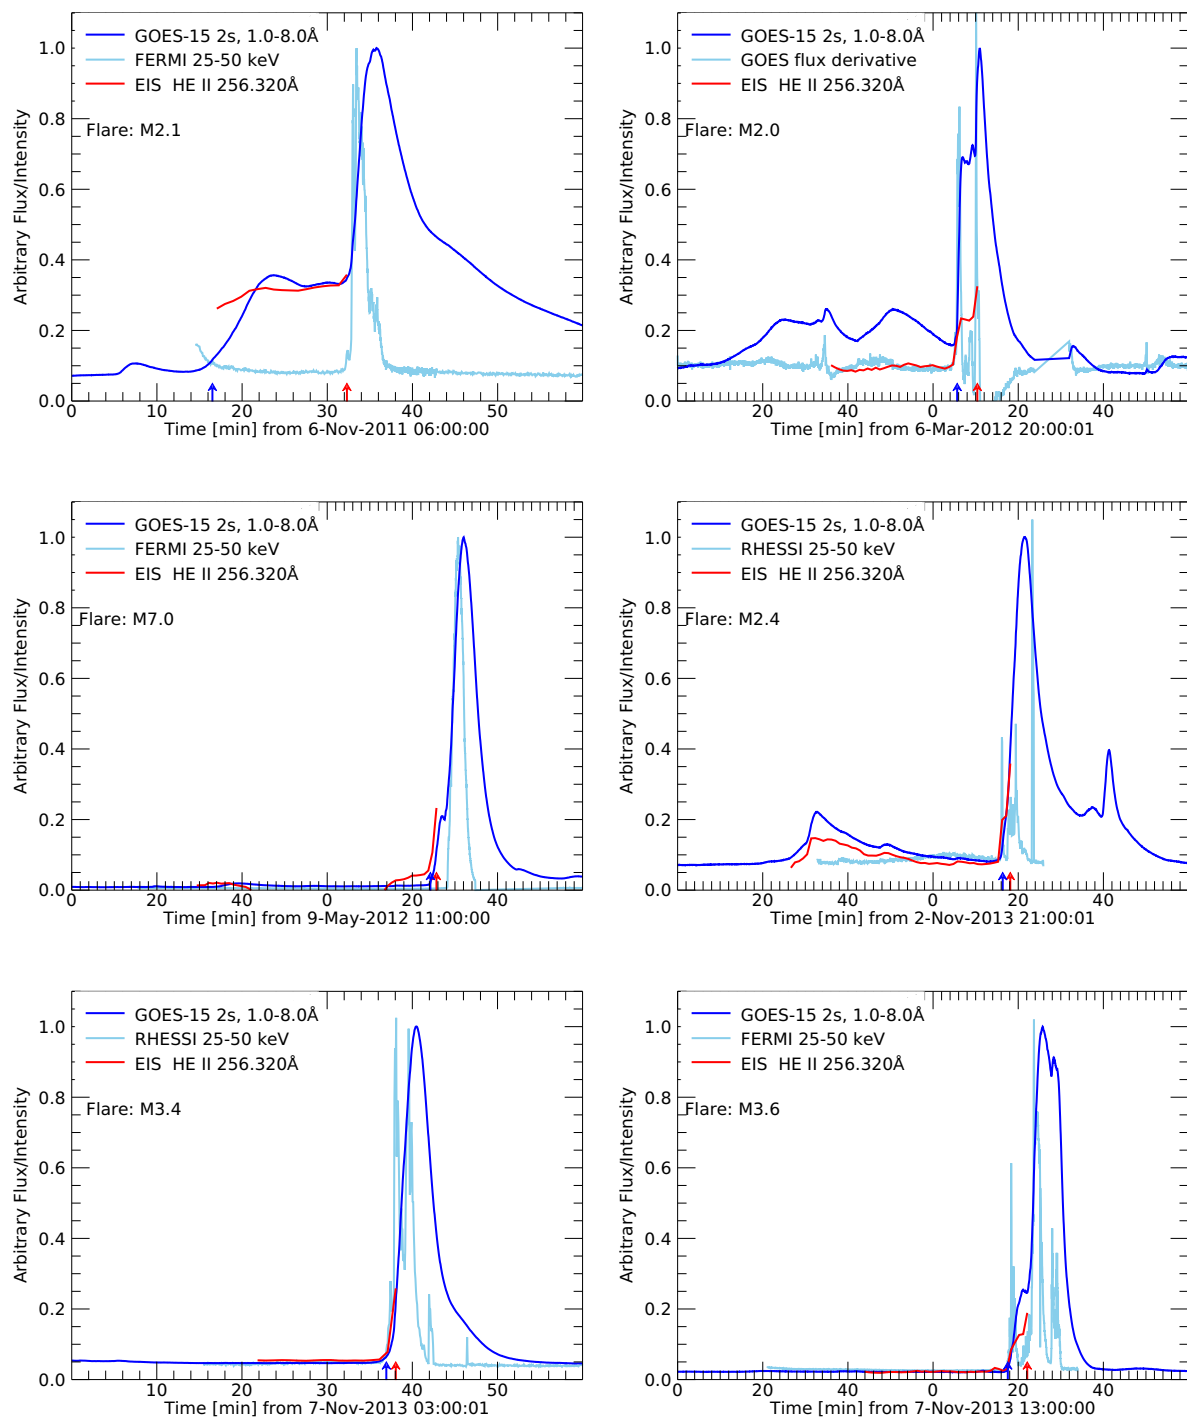 GOES-15 2s, 1.0-8.0Å
FERMI 25-50 keV
EIS HE II 256.320Å
Flare: M2.1
Arbitrary Flux/Intensity
1.0
0.8
0.6
0.4
0.2
0.0
0 10 20 30 40 50
Time [min] from 6-Nov-2011 06:00:00
GOES-15 2s, 1.0-8.0Å
GOES flux derivative
EIS HE II 256.320Å
Flare: M2.0
Arbitrary Flux/Intensity
1.0
0.8
0.6
0.4
0.2
0.0
20 40 0 20 40
Time [min] from 6-Mar-2012 20:00:01
GOES-15 2s, 1.0-8.0Å
FERMI 25-50 keV
EIS HE II 256.320Å
Flare: M7.0
Arbitrary Flux/Intensity
1.0
0.8
0.6
0.4
0.2
0.0
20 40 0 20 40
Time [min] from 9-May-2012 11:00:00
GOES-15 2s, 1.0-8.0Å
RHESSI 25-50 keV
EIS HE II 256.320Å
Flare: M2.4
Arbitrary Flux/Intensity
1.0
0.8
0.6
0.4
0.2
0.0
20 40 0 20 40
Time [min] from 2-Nov-2013 21:00:01
GOES-15 2s, 1.0-8.0Å
RHESSI 25-50 keV
EIS HE II 256.320Å
Flare: M3.4
Arbitrary Flux/Intensity
1.0
0.8
0.6
0.4
0.2
0.0
10 20 30 40 50
Time [min] from 7-Nov-2013 03:00:01
GOES-15 2s, 1.0-8.0Å
FERMI 25-50 keV
EIS HE II 256.320Å
Flare: M3.6
Arbitrary Flux/Intensity
1.0
0.8
0.6
0.4
0.2
0.0
0 20 40 0 20 40
Time [min] from 7-Nov-2013 13:00:00